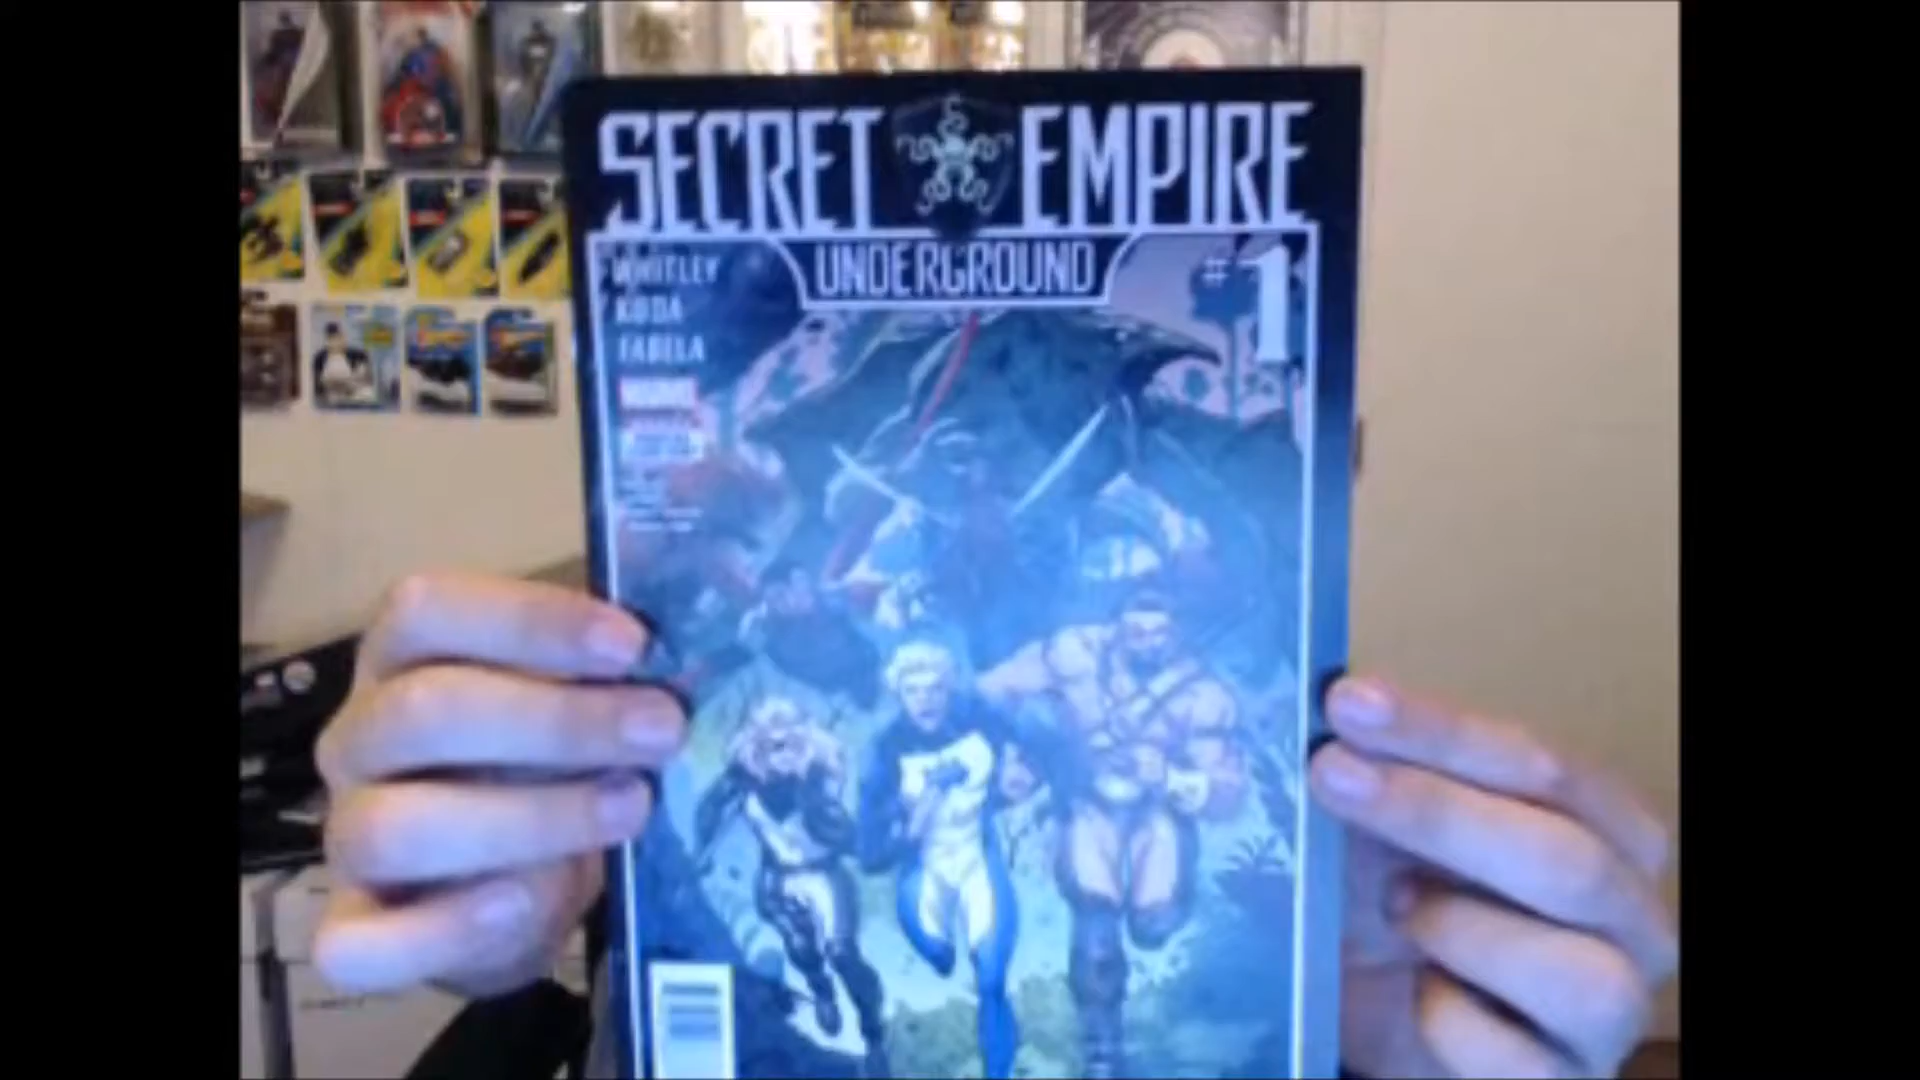 SECRET EMPIRE
UNDERGROUND
#1
WHITLEY
KODA
FABELA
MARVEL